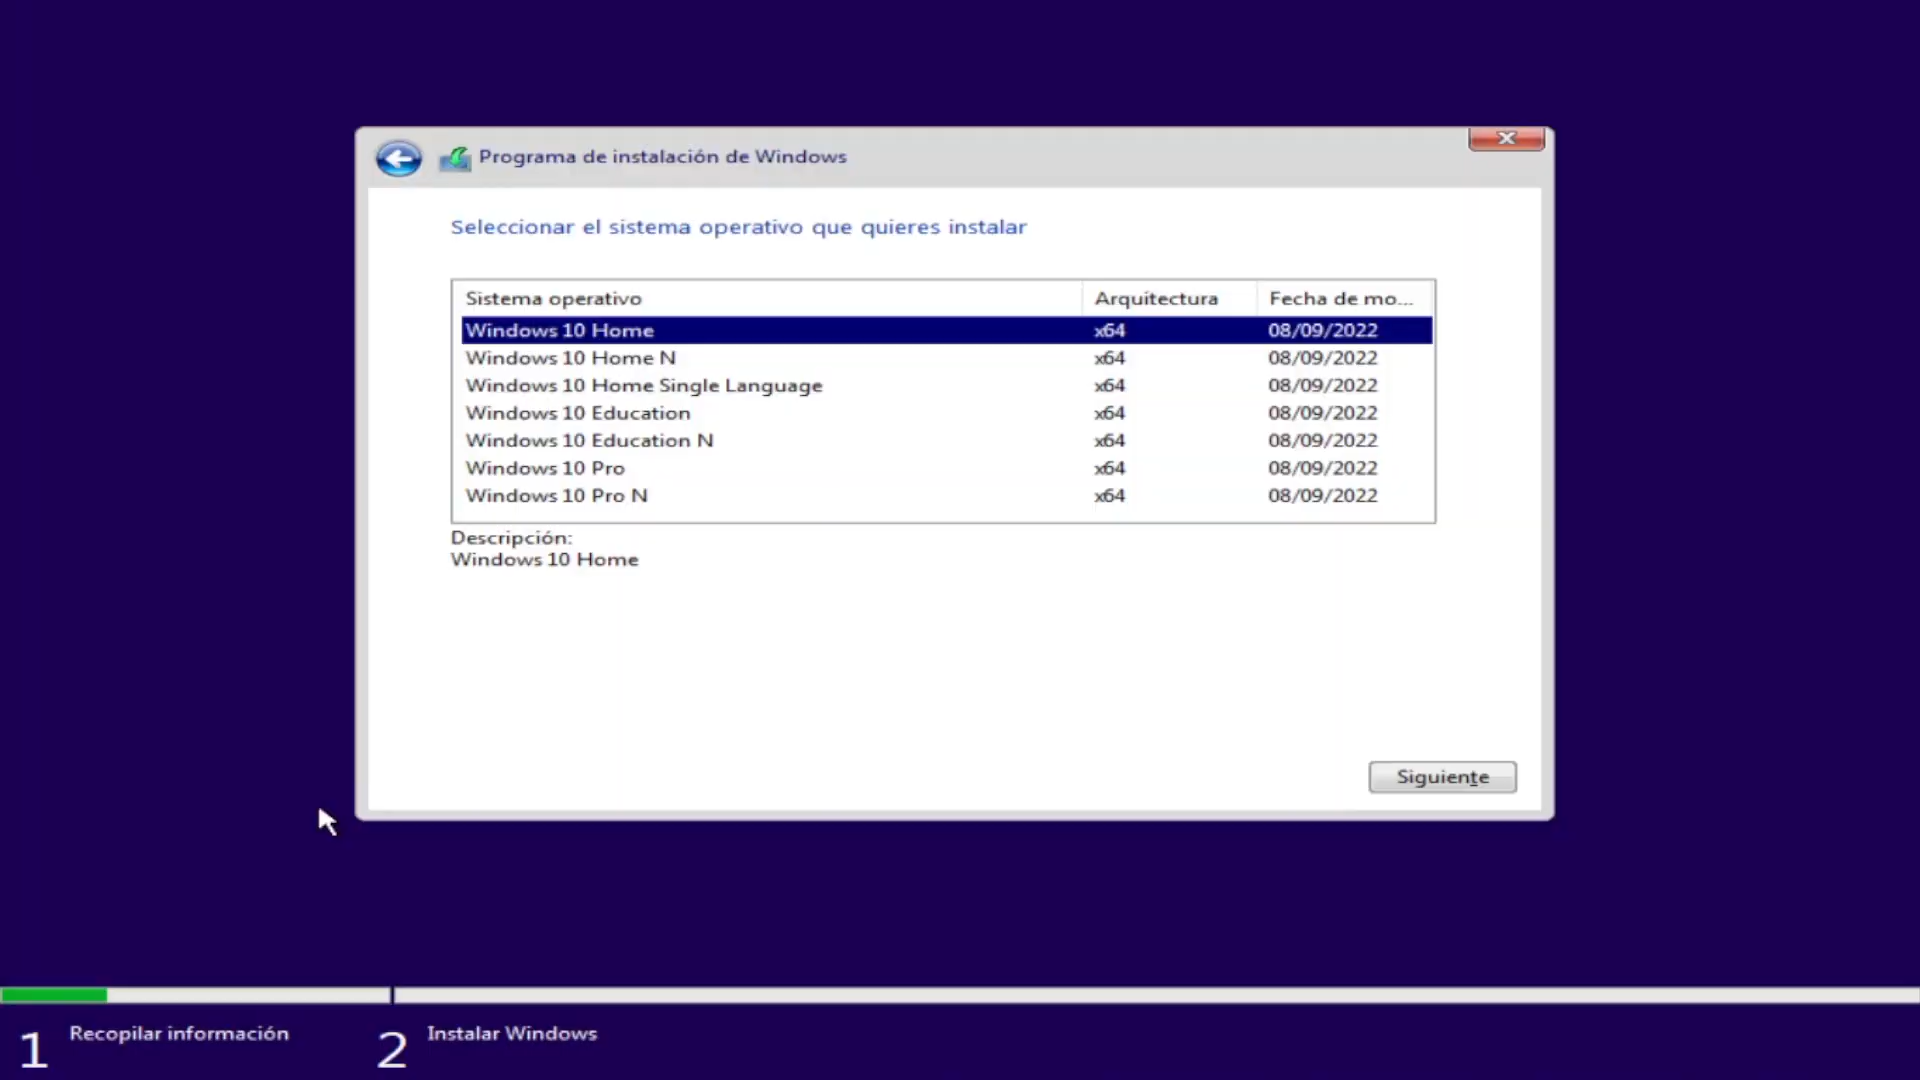 Programa de instalación de Windows
Seleccionar el sistema operativo que quieres instalar
Sistema operativo Arquitectura Fecha de mo...
Windows 10 Home x64 08/09/2022
Windows 10 Home N x64 08/09/2022
Windows 10 Home Single Language x64 08/09/2022
Windows 10 Education x64 08/09/2022
Windows 10 Education N x64 08/09/2022
Windows 10 Pro x64 08/09/2022
Windows 10 Pro N x64 08/09/2022
Descripción:
Windows 10 Home
Siguiente
1 Recopilar información 2 Instalar Windows